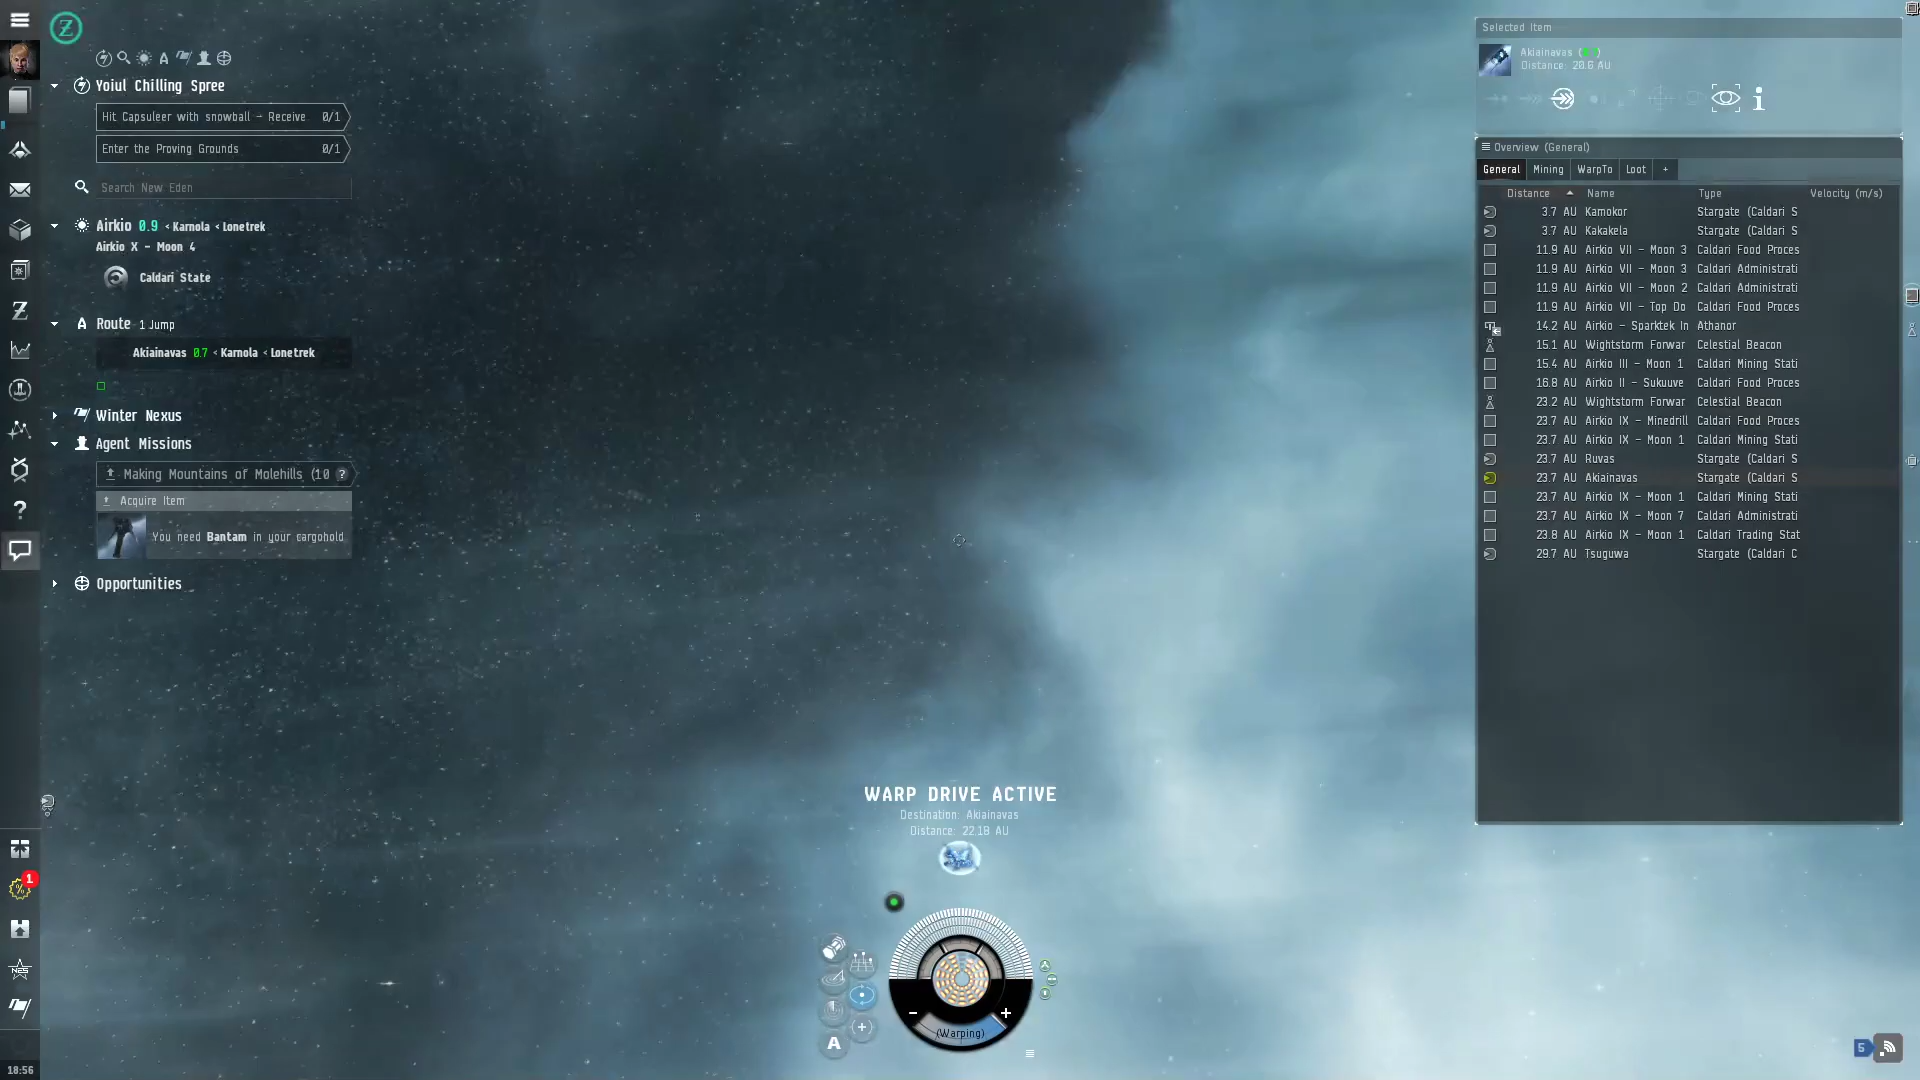 Yoiul Chilling Spree
Hit Capsuleer with snowball - Receive 0/1
Enter the Proving Grounds 0/1
Search New Eden
Airkio 0.9 < Karnola < Lonetrek
Airkio X - Moon 4
Caldari State
Route 1 Jump
Akiainavas 0.7 < Karnola < Lonetrek
Winter Nexus
Agent Missions
Making Mountains of Molehills (10 ?
Acquire Item
You need Bantam in your cargohold
Opportunities
1
18:56
WARP DRIVE ACTIVE
Destination: Akiainavas
Distance: 22.18 AU
(Warping)
A
Selected Item
Akiainavas
Distance: 20.6 AU
Overview (General)
General Mining WarpTo Loot +
Distance Name Type Velocity (m/s)
3.7 AU Kamokor Stargate (Caldari S
3.7 AU Kakakela Stargate (Caldari S
11.9 AU Airkio VII - Moon 3 Caldari Food Proces
11.9 AU Airkio VII - Moon 3 Caldari Administrati
11.9 AU Airkio VII - Moon 2 Caldari Administrati
11.9 AU Airkio VII - Top Do Caldari Food Proces
14.2 AU Airkio - Sparktek In Athanor
15.1 AU Wightstorm Forwar Celestial Beacon
15.4 AU Airkio III - Moon 1 Caldari Mining Stati
16.8 AU Airkio II - Sukuuve Caldari Food Proces
23.2 AU Wightstorm Forwar Celestial Beacon
23.7 AU Airkio IX - Minedrill Caldari Food Proces
23.7 AU Airkio IX - Moon 1 Caldari Mining Stati
23.7 AU Ruvas Stargate (Caldari S
23.7 AU Akiainavas Stargate (Caldari S
23.7 AU Airkio IX - Moon 1 Caldari Mining Stati
23.7 AU Airkio IX - Moon 7 Caldari Administrati
23.8 AU Airkio IX - Moon 1 Caldari Trading Stat
29.7 AU Tsuguwa Stargate (Caldari C
5